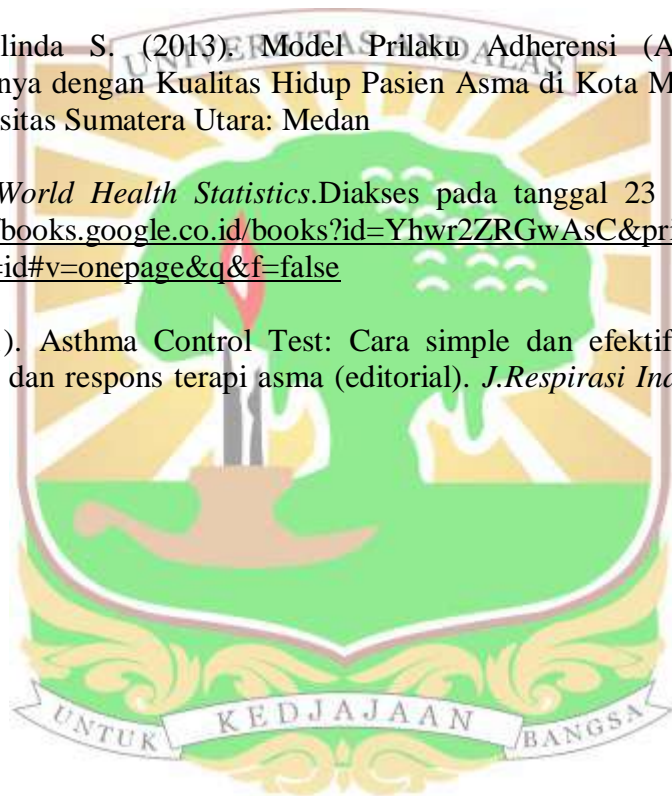 linda S. (2013). Model Prilaku Adherensi (A
nya dengan Kualitas Hidup Pasien Asma di Kota M
sitas Sumatera Utara: Medan
World Health Statistics.Diakses pada tanggal 23
/books.google.co.id/books?id=Yhwr2ZRGwAsC&pr
=id#v=onepage&q&f=false
). Asthma Control Test: Cara simple dan efektif
dan respons terapi asma (editorial). J.Respirasi Ind
UNIVERSITAS ANDALAS
UNTUK KEDJAJAAN BANGSA